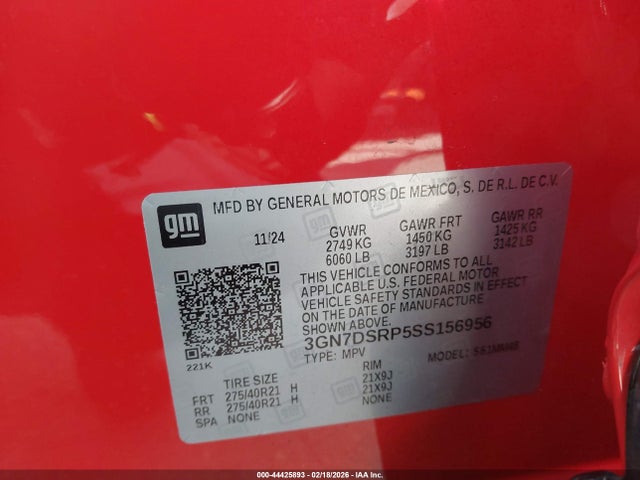 gm
MFD BY GENERAL MOTORS DE MEXICO, S. DE R.L. DE C.V.
11/24 GVWR GAWR FRT GAWR RR
2749 KG 1450 KG 1425 KG
6060 LB 3197 LB 3142 LB
THIS VEHICLE CONFORMS TO ALL
APPLICABLE U.S. FEDERAL MOTOR
VEHICLE SAFETY STANDARDS IN EFFECT
ON THE DATE OF MANUFACTURE
SHOWN ABOVE.
3GN7DSRP5SS156956
TYPE: MPV
221K
TIRE SIZE RIM
FRT 275/40R21 H 21X9J
RR 275/40R21 H 21X9J
SPA NONE NONE
000-44425893 - 02/18/2026 - IAA Inc.